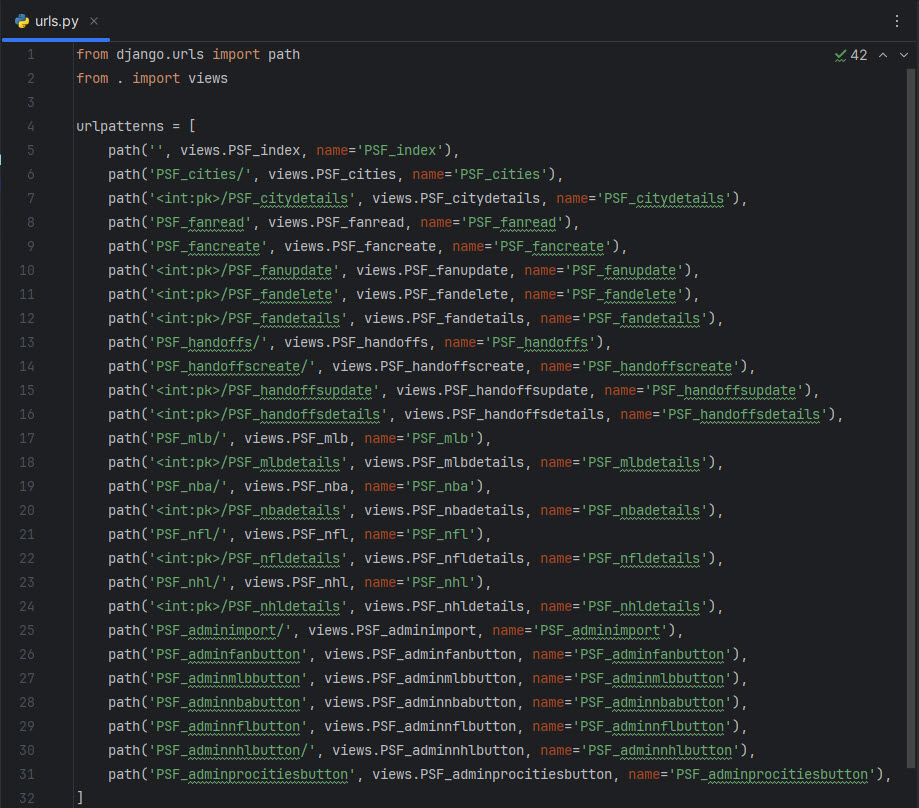 urls.py
42
1 from django.urls import path
2 from . import views
3
4 urlpatterns = [
5     path('', views.PSF_index, name='PSF_index'),
6     path('PSF_cities/', views.PSF_cities, name='PSF_cities'),
7     path('<int:pk>/PSF_citydetails', views.PSF_citydetails, name='PSF_citydetails'),
8     path('PSF_fanread', views.PSF_fanread, name='PSF_fanread'),
9     path('PSF_fancreate', views.PSF_fancreate, name='PSF_fancreate'),
10     path('<int:pk>/PSF_fanupdate', views.PSF_fanupdate, name='PSF_fanupdate'),
11     path('<int:pk>/PSF_fandelete', views.PSF_fandelete, name='PSF_fandelete'),
12     path('<int:pk>/PSF_fandetails', views.PSF_fandetails, name='PSF_fandetails'),
13     path('PSF_handoffs/', views.PSF_handoffs, name='PSF_handoffs'),
14     path('PSF_handoffscreate/', views.PSF_handoffscreate, name='PSF_handoffscreate'),
15     path('<int:pk>/PSF_handoffsupdate', views.PSF_handoffsupdate, name='PSF_handoffsupdate'),
16     path('<int:pk>/PSF_handoffsdetails', views.PSF_handoffsdetails, name='PSF_handoffsdetails'),
17     path('PSF_mlb/', views.PSF_mlb, name='PSF_mlb'),
18     path('<int:pk>/PSF_mlbdetails', views.PSF_mlbdetails, name='PSF_mlbdetails'),
19     path('PSF_nba/', views.PSF_nba, name='PSF_nba'),
20     path('<int:pk>/PSF_nbadetails', views.PSF_nbadetails, name='PSF_nbadetails'),
21     path('PSF_nfl/', views.PSF_nfl, name='PSF_nfl'),
22     path('<int:pk>/PSF_nfldetails', views.PSF_nfldetails, name='PSF_nfldetails'),
23     path('PSF_nhl/', views.PSF_nhl, name='PSF_nhl'),
24     path('<int:pk>/PSF_nhldetails', views.PSF_nhldetails, name='PSF_nhldetails'),
25     path('PSF_adminimport/', views.PSF_adminimport, name='PSF_adminimport'),
26     path('PSF_adminfanbutton', views.PSF_adminfanbutton, name='PSF_adminfanbutton'),
27     path('PSF_adminmlbbutton', views.PSF_adminmlbbutton, name='PSF_adminmlbbutton'),
28     path('PSF_adminnbabutton', views.PSF_adminnbabutton, name='PSF_adminnbabutton'),
29     path('PSF_adminnflbutton', views.PSF_adminnflbutton, name='PSF_adminnflbutton'),
30     path('PSF_adminnhlbutton/', views.PSF_adminnhlbutton, name='PSF_adminnhlbutton'),
31     path('PSF_adminprocitiesbutton', views.PSF_adminprocitiesbutton, name='PSF_adminprocitiesbutton'),
32 ]